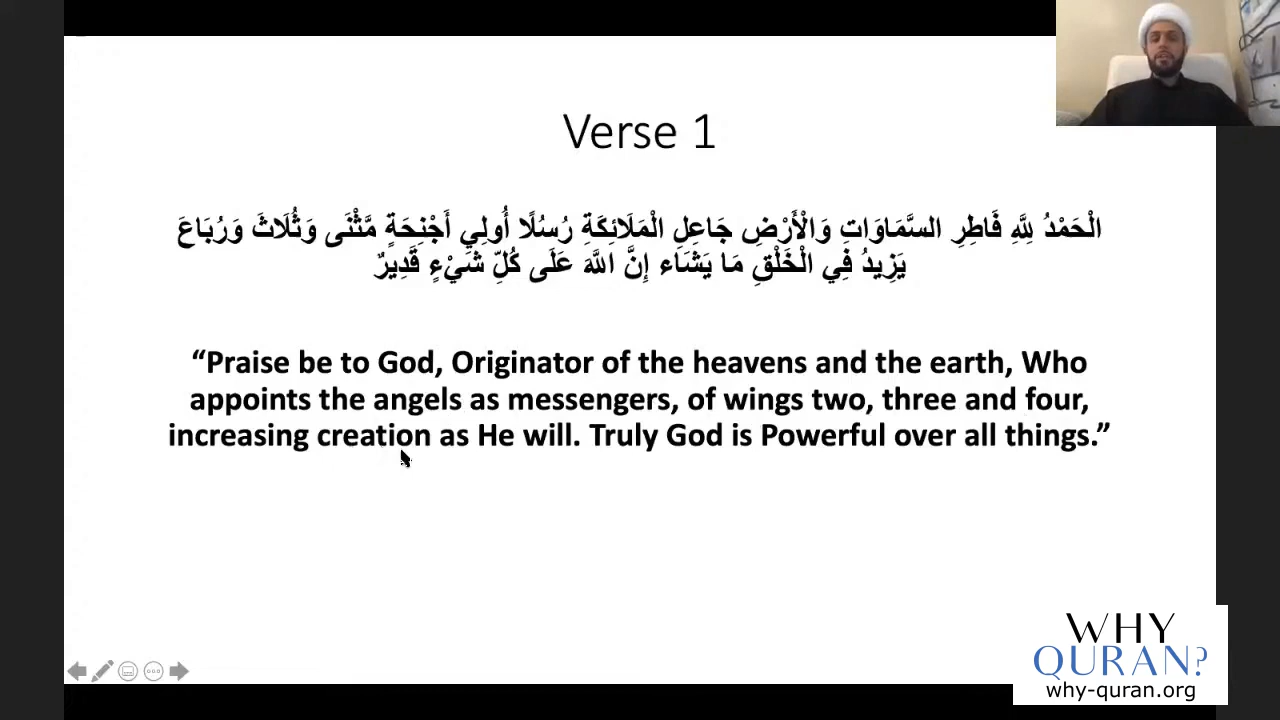 Verse 1
الْحَمْدُ لِلَّهِ فَاطِرِ السَّمَاوَاتِ وَالْأَرْضِ جَاعِلِ الْمَلَائِكَةِ رُسُلًا أُولِي أَجْنِحَةٍ مَّثْنَى وَثُلَاثَ وَرُبَاعَ
يَزِيدُ فِي الْخَلْقِ مَا يَشَاء إِنَّ اللَّهَ عَلَى كُلِّ شَيْءٍ قَدِيرٌ
“Praise be to God, Originator of the heavens and the earth, Who
appoints the angels as messengers, of wings two, three and four,
increasing creation as He will. Truly God is Powerful over all things.”
WHY
QURAN?
why-quran.org